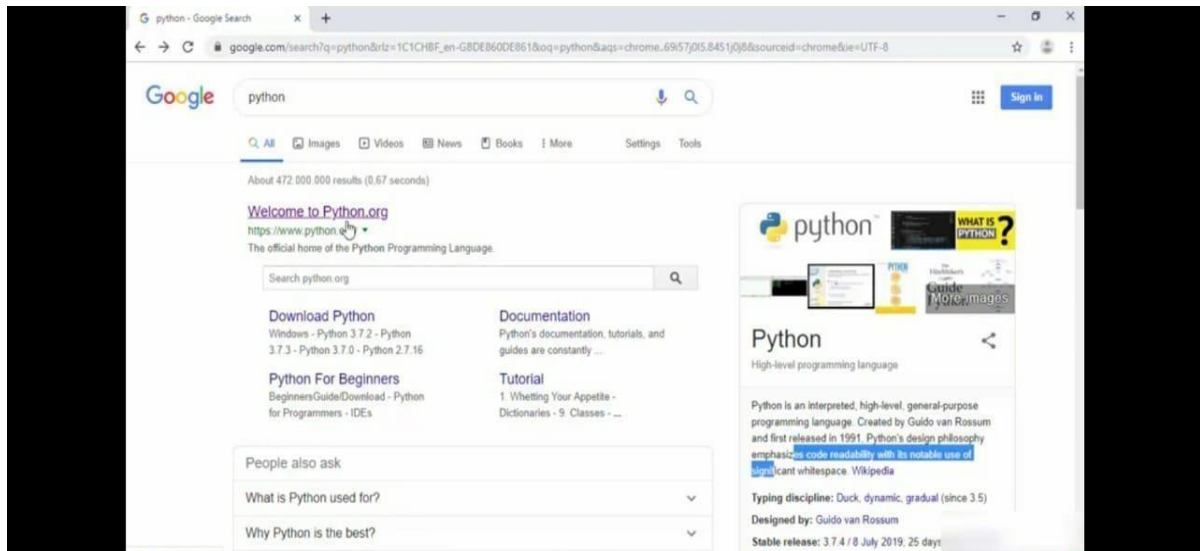 python - Google Search
google.com/search?q=python&rlz=1C1CHBF_en-GBDE860DE861&oq=python&aqs=chrome..69i57j0l5.8451j0j8&sourceid=chrome&ie=UTF-8
Google
python
Sign in
All Images Videos News Books More Settings Tools
About 472.000.000 results (0,67 seconds)
Welcome to Python.org
https://www.python.
The official home of the Python Programming Language.
Search python.org
Download Python
Windows - Python 3.7.2 - Python
3.7.3 - Python 3.7.0 - Python 2.7.16
Documentation
Python's documentation, tutorials, and
guides are constantly ...
Python For Beginners
BeginnersGuide/Download - Python
for Programmers - IDEs
Tutorial
1. Whetting Your Appetite -
Dictionaries - 9. Classes - ...
People also ask
What is Python used for?
Why Python is the best?
python
WHAT IS
PYTHON ?
PYTHON
Guide
More images
Python
High-level programming language
Python is an interpreted, high-level, general-purpose
programming language. Created by Guido van Rossum
and first released in 1991. Python's design philosophy
emphasizes code readability with its notable use of
significant whitespace. Wikipedia
Typing discipline: Duck, dynamic, gradual (since 3.5)
Designed by: Guido van Rossum
Stable release: 3.7.4 / 8 July 2019; 25 days